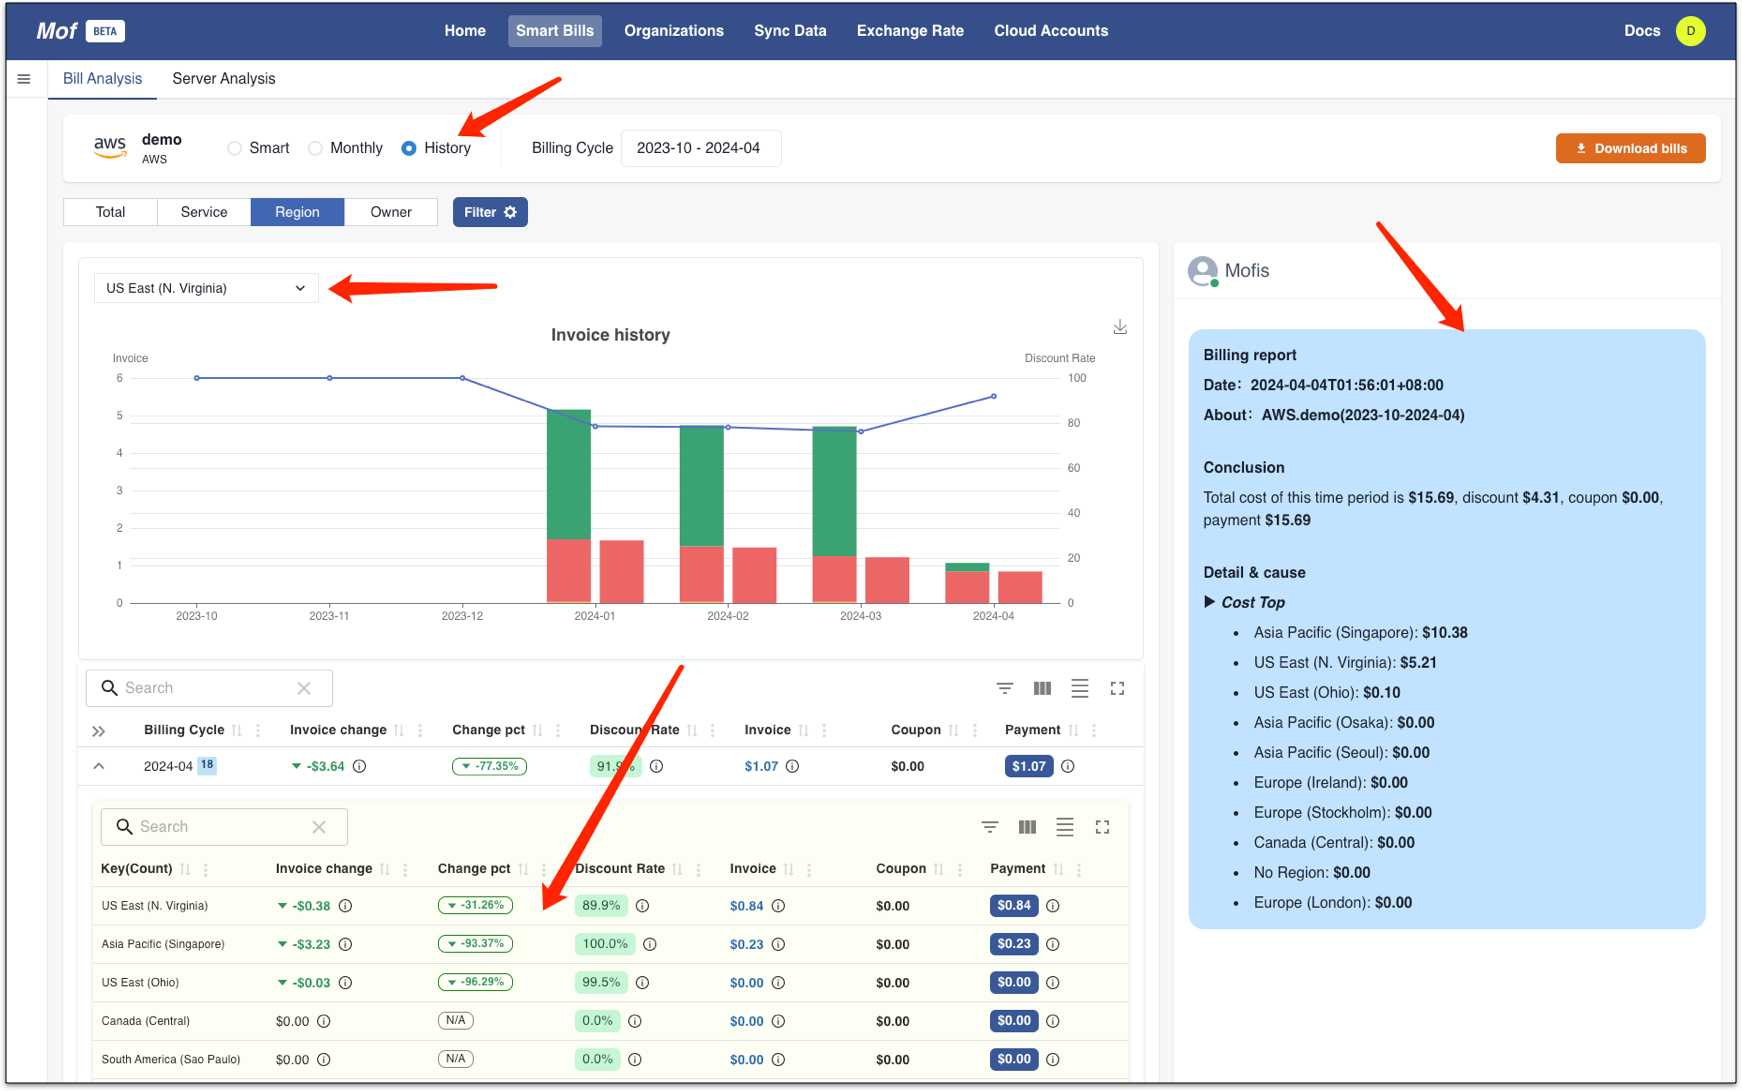 Mof BETA Home Smart Bills Organizations Sync Data Exchange Rate Cloud Accounts Docs D
Bill Analysis Server Analysis
aws demo AWS Smart Monthly History Billing Cycle 2023-10 - 2024-04 Download bills
Total Service Region Owner Filter
US East (N. Virginia)
Invoice history
Invoice Discount Rate
6 100
5
80
4
60
3
40
2
20
1
0 0
2023-10 2023-11 2023-12 2024-01 2024-02 2024-03 2024-04
Search
Billing Cycle Invoice change Change pct Discount Rate Invoice Coupon Payment
2024-04 18 -$3.64 -77.35% 91.9% $1.07 $0.00 $1.07
Search
Key(Count) Invoice change Change pct Discount Rate Invoice Coupon Payment
US East (N. Virginia) -$0.38 -31.26% 89.9% $0.84 $0.00 $0.84
Asia Pacific (Singapore) -$3.23 -93.37% 100.0% $0.23 $0.00 $0.23
US East (Ohio) -$0.03 -96.29% 99.5% $0.00 $0.00 $0.00
Canada (Central) $0.00 N/A 0.0% $0.00 $0.00 $0.00
South America (Sao Paulo) $0.00 N/A 0.0% $0.00 $0.00 $0.00
Mofis
Billing report
Date： 2024-04-04T01:56:01+08:00
About： AWS.demo(2023-10-2024-04)
Conclusion
Total cost of this time period is $15.69, discount $4.31, coupon $0.00,
payment $15.69
Detail & cause
▶ Cost Top
• Asia Pacific (Singapore): $10.38
• US East (N. Virginia): $5.21
• US East (Ohio): $0.10
• Asia Pacific (Osaka): $0.00
• Asia Pacific (Seoul): $0.00
• Europe (Ireland): $0.00
• Europe (Stockholm): $0.00
• Canada (Central): $0.00
• No Region: $0.00
• Europe (London): $0.00